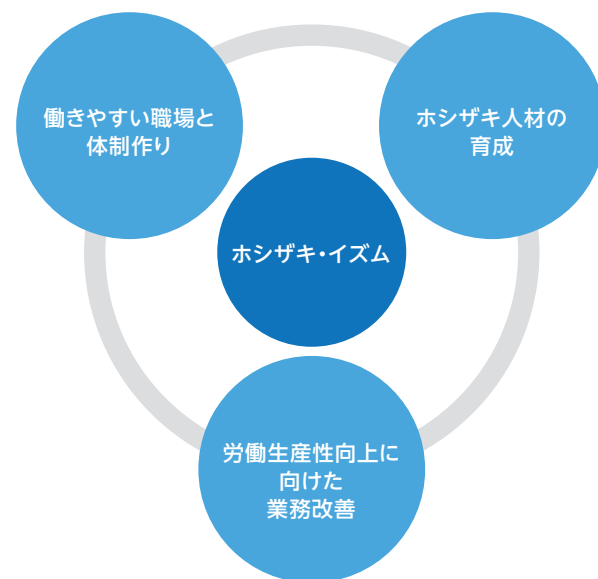 働きやすい職場と
体制作り
ホシザキ人材の
育成
ホシザキ・イズム
労働生産性向上に
向けた
業務改善